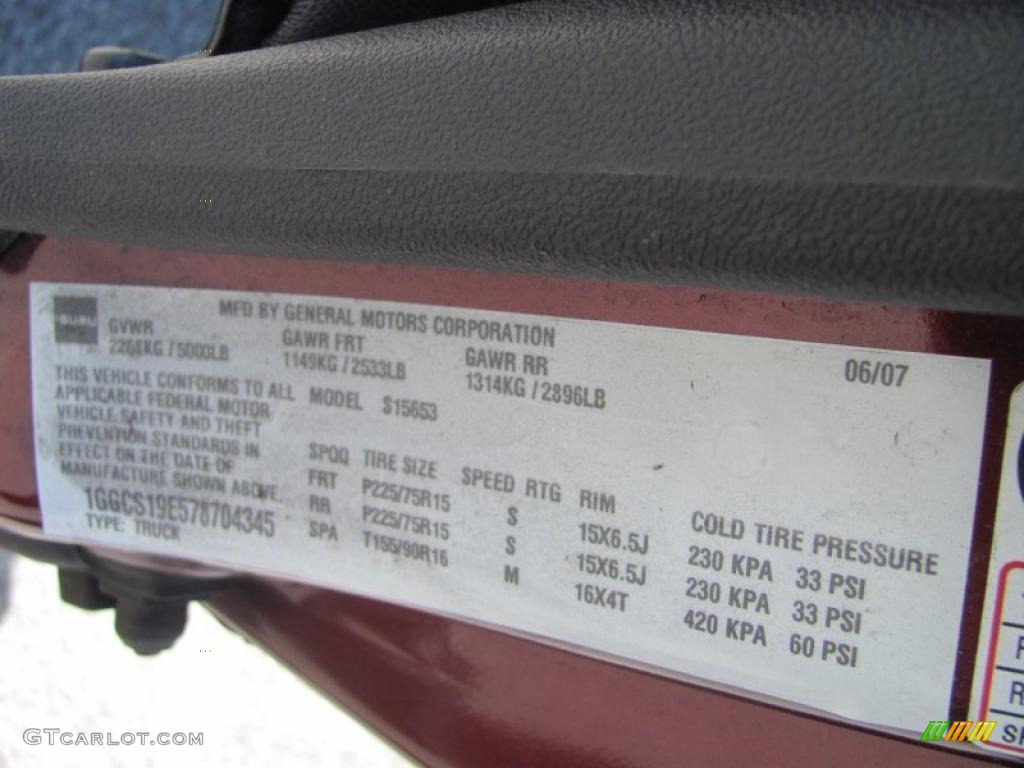 ISUZU
MFD BY GENERAL MOTORS CORPORATION
06/07
GVWR
GAWR FRT
GAWR RR
2268KG / 5000LB
1149KG / 2533LB
1314KG / 2896LB
THIS VEHICLE CONFORMS TO ALL
APPLICABLE FEDERAL MOTOR
VEHICLE SAFETY AND THEFT
PREVENTION STANDARDS IN
EFFECT ON THE DATE OF
MANUFACTURE SHOWN ABOVE.
1GGCS19E578704345
TYPE: TRUCK
MODEL S15653
SPOQ TIRE SIZE SPEED RTG RIM COLD TIRE PRESSURE
FRT P225/75R15 S 15X6.5J 230 KPA 33 PSI
RR P225/75R15 S 15X6.5J 230 KPA 33 PSI
SPA T155/90R16 M 16X4T 420 KPA 60 PSI
F
R
SP
GTcarlot.com